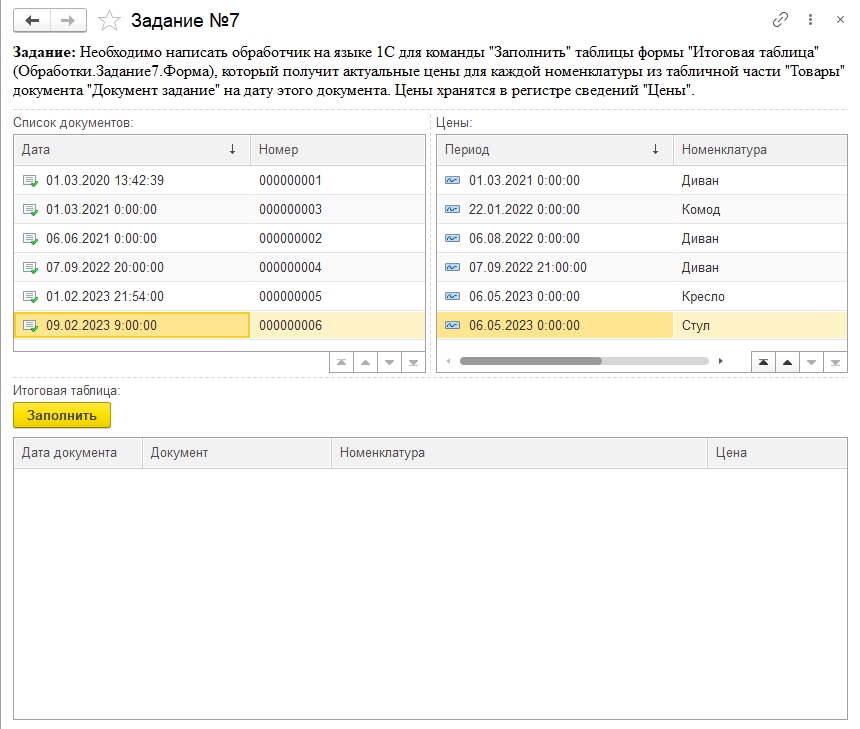 Задание №7
Задание: Необходимо написать обработчик на языке 1С для команды "Заполнить" таблицы формы "Итоговая таблица"
(Обработки.Задание7.Форма), который получит актуальные цены для каждой номенклатуры из табличной части "Товары"
документа "Документ задание" на дату этого документа. Цены хранятся в регистре сведений "Цены".
Список документов:
Дата Номер
01.03.2020 13:42:39 000000001
01.03.2021 0:00:00 000000003
06.06.2021 0:00:00 000000002
07.09.2022 20:00:00 000000004
01.02.2023 21:54:00 000000005
09.02.2023 9:00:00 000000006
Цены:
Период Номенклатура
01.03.2021 0:00:00 Диван
22.01.2022 0:00:00 Комод
06.08.2022 0:00:00 Диван
07.09.2022 21:00:00 Диван
06.05.2023 0:00:00 Кресло
06.05.2023 0:00:00 Стул
Итоговая таблица:
Заполнить
Дата документа Документ Номенклатура Цена